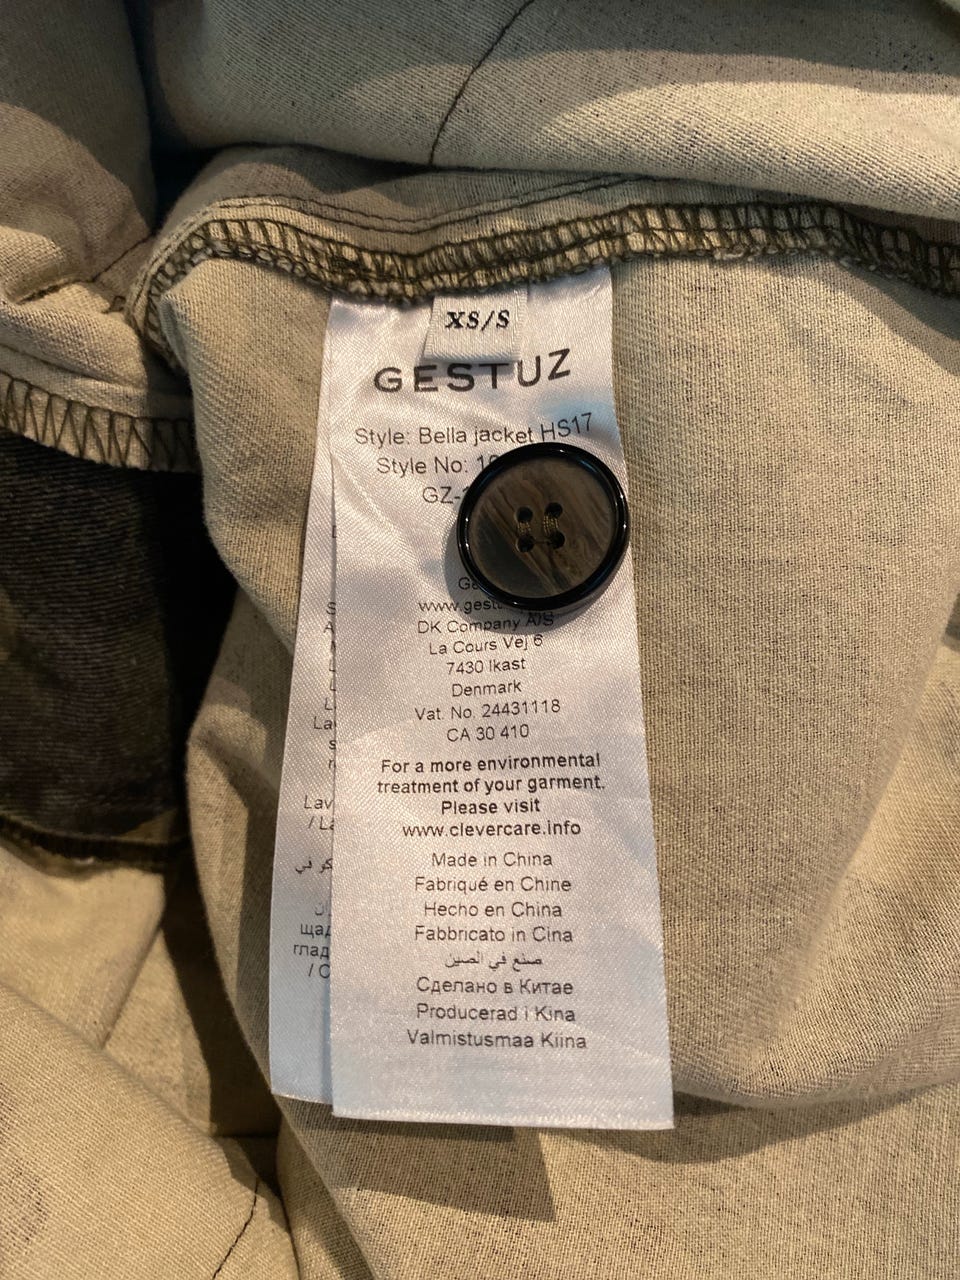 XS/S
GESTUZ
Style: Bella jacket HS17
Style No:
www.gestuz
DK Company A/S
La Cours Vej 6
7430 Ikast
Denmark
Vat. No. 24431118
CA 30 410
For a more environmental
treatment of your garment.
Please visit
www.clevercare.info
Made in China
Fabriqué en Chine
Hecho en China
Fabbricato in Cina
صنع في الصين
Сделано в Китае
Producerad i Kina
Valmistusmaa Kiina